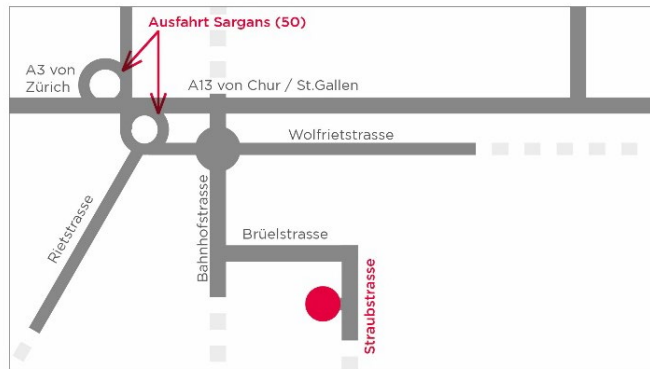 Ausfahrt Sargans (50)
A3 von
Zürich
A13 von Chur / St.Gallen
Wolfrietstrasse
Rietstrasse
Bahnhofstrasse
Brüelstrasse
Straubstrasse